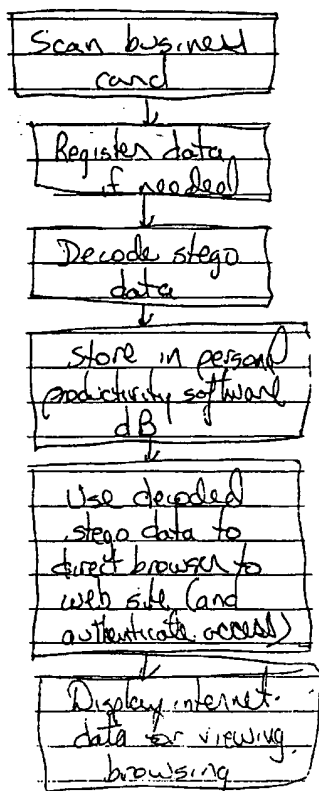 Scan business
card
Register data
if needed
Decode stego
data
Store in personal
productivity software
dB
Use decoded
stego data to
direct browser to
web site (and
authenticate access)
Display internet
data for viewing
browsing